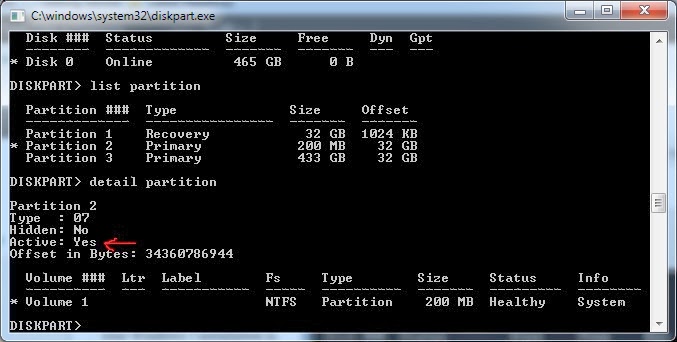 C:\windows\system32\diskpart.exe
Disk ###  Status         Size     Free     Dyn  Gpt
--------  -------------  -------  -------  ---  ---
* Disk 0    Online          465 GB      0 B
DISKPART> list partition
Partition ###  Type              Size     Offset
-------------  ----------------  -------  -------
Partition 1    Recovery            32 GB  1024 KB
* Partition 2    Primary            200 MB    32 GB
Partition 3    Primary            433 GB    32 GB
DISKPART> detail partition
Partition 2
Type  : 07
Hidden: No
Active: Yes
Offset in Bytes: 34360786944
Volume ###  Ltr  Label        Fs     Type        Size     Status     Info
----------  ---  -----------  -----  ----------  -------  ---------  --------
* Volume 1                      NTFS   Partition    200 MB  Healthy    System
DISKPART>